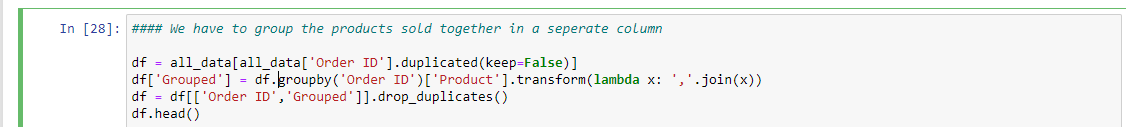 In [28]: #### We have to group the products sold together in a seperate column
df = all_data[all_data['Order ID'].duplicated(keep=False)]
df['Grouped'] = df.groupby('Order ID')['Product'].transform(lambda x: ','.join(x))
df = df[['Order ID','Grouped']].drop_duplicates()
df.head()